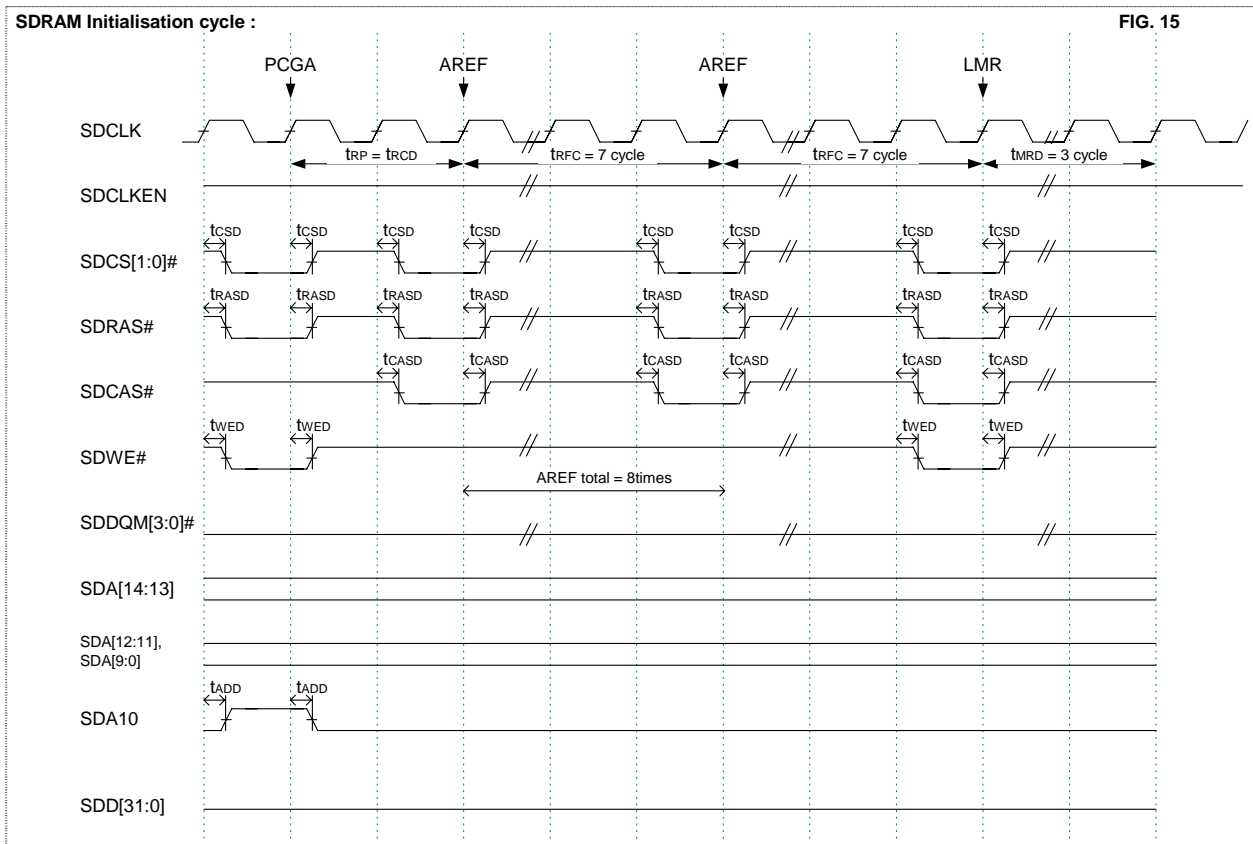 SDRAM Initialisation cycle : FIG. 15
PCGA AREF AREF LMR
SDCLK
tRP = tRCD tRFC = 7 cycle tRFC = 7 cycle tMRD = 3 cycle
SDCLKEN
tCSD tCSD tCSD tCSD tCSD tCSD tCSD tCSD
SDCS[1:0]#
tRASD tRASD tRASD tRASD tRASD tRASD tRASD tRASD
SDRAS#
tCASD tCASD tCASD tCASD tCASD tCASD
SDCAS#
tWED tWED tWED tWED
SDWE#
AREF total = 8times
SDDQM[3:0]#
SDA[14:13]
SDA[12:11],
SDA[9:0]
tADD tADD
SDA10
SDD[31:0]